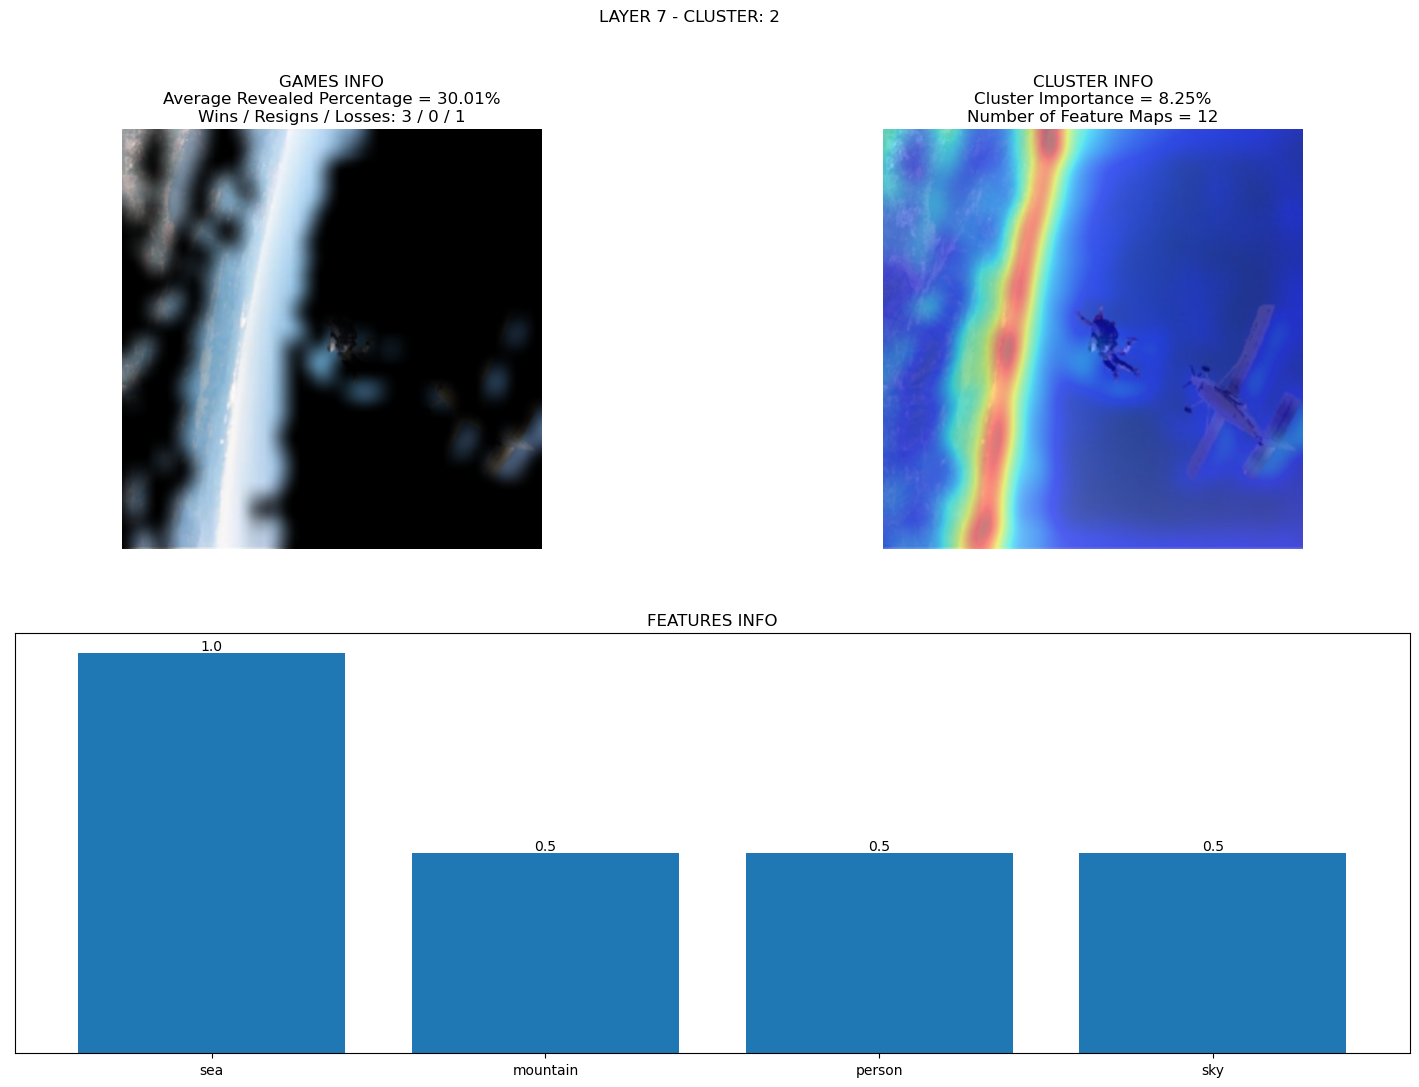 LAYER 7 - CLUSTER: 2
GAMES INFO
Average Revealed Percentage = 30.01%
Wins / Resigns / Losses: 3 / 0 / 1
CLUSTER INFO
Cluster Importance = 8.25%
Number of Feature Maps = 12
FEATURES INFO
1.0
0.5
0.5
0.5
sea
mountain
person
sky